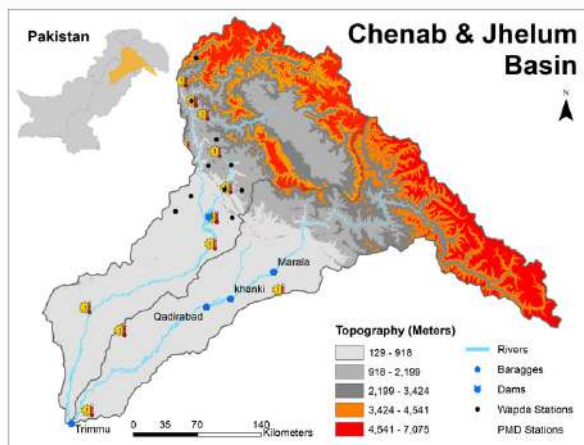 Pakistan
Chenab & Jhelum
Basin
N
Marala
khanki
Qadirabad
Trimmu
0 35 70 140
Kilometers
Topography (Meters)
129 - 918
918 - 2,199
2,199 - 3,424
3,424 - 4,541
4,541 - 7,075
Rivers
Baragges
Dams
Wapda Stations
PMD Stations